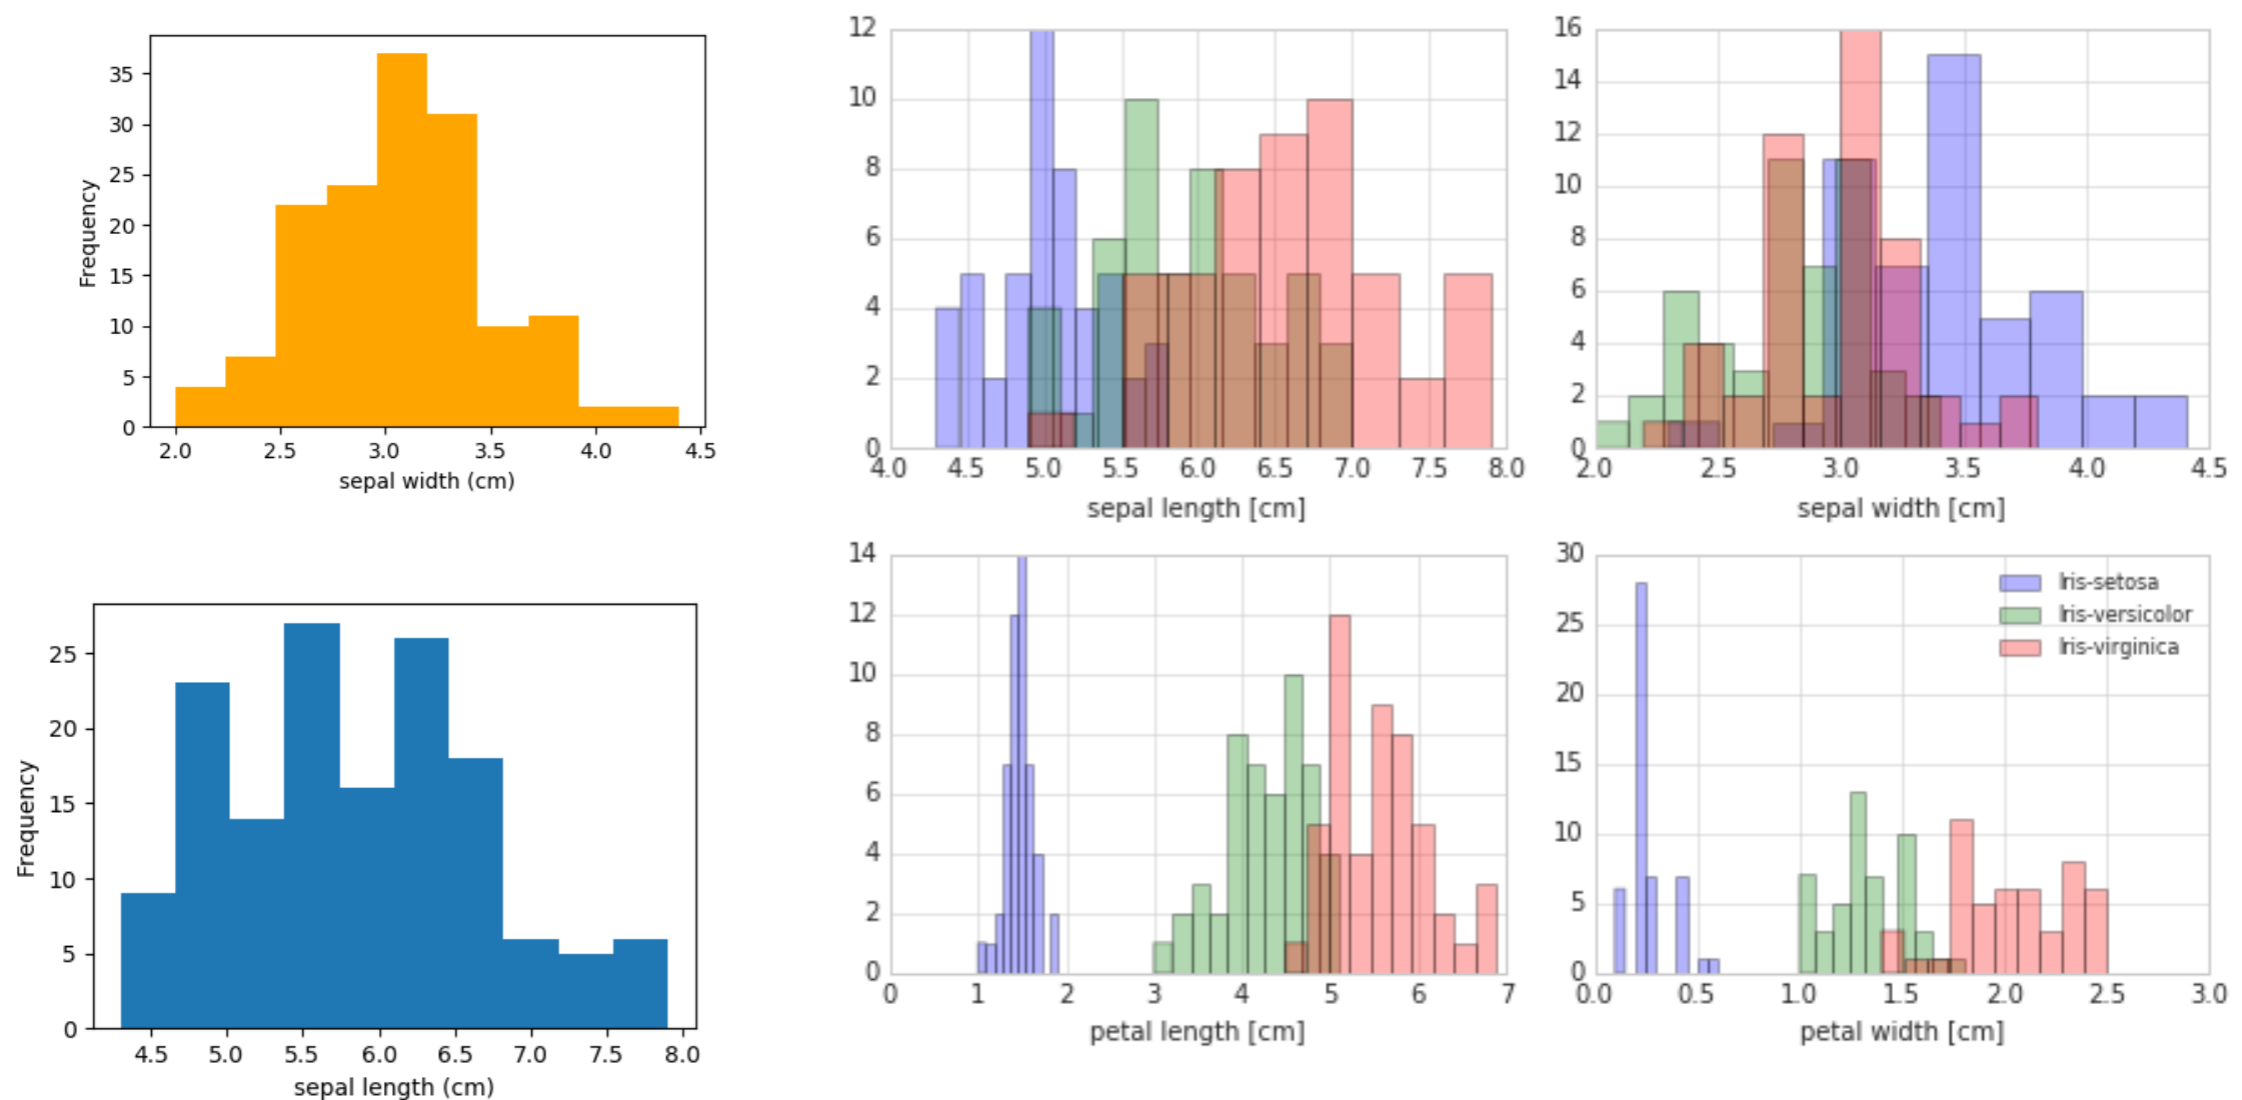 35
30
25
20
15
10
5
0
Frequency
2.0 2.5 3.0 3.5 4.0 4.5
sepal width (cm)
12
10
8
6
4
2
0
4.0 4.5 5.0 5.5 6.0 6.5 7.0 7.5 8.0
sepal length [cm]
16
14
12
10
8
6
4
2
0
2.0 2.5 3.0 3.5 4.0 4.5
sepal width [cm]
25
20
15
10
5
0
Frequency
4.5 5.0 5.5 6.0 6.5 7.0 7.5 8.0
sepal length (cm)
14
12
10
8
6
4
2
0
0 1 2 3 4 5 6 7
petal length [cm]
30
25
20
15
10
5
0
Iris-setosa
Iris-versicolor
Iris-virginica
0.0 0.5 1.0 1.5 2.0 2.5 3.0
petal width [cm]